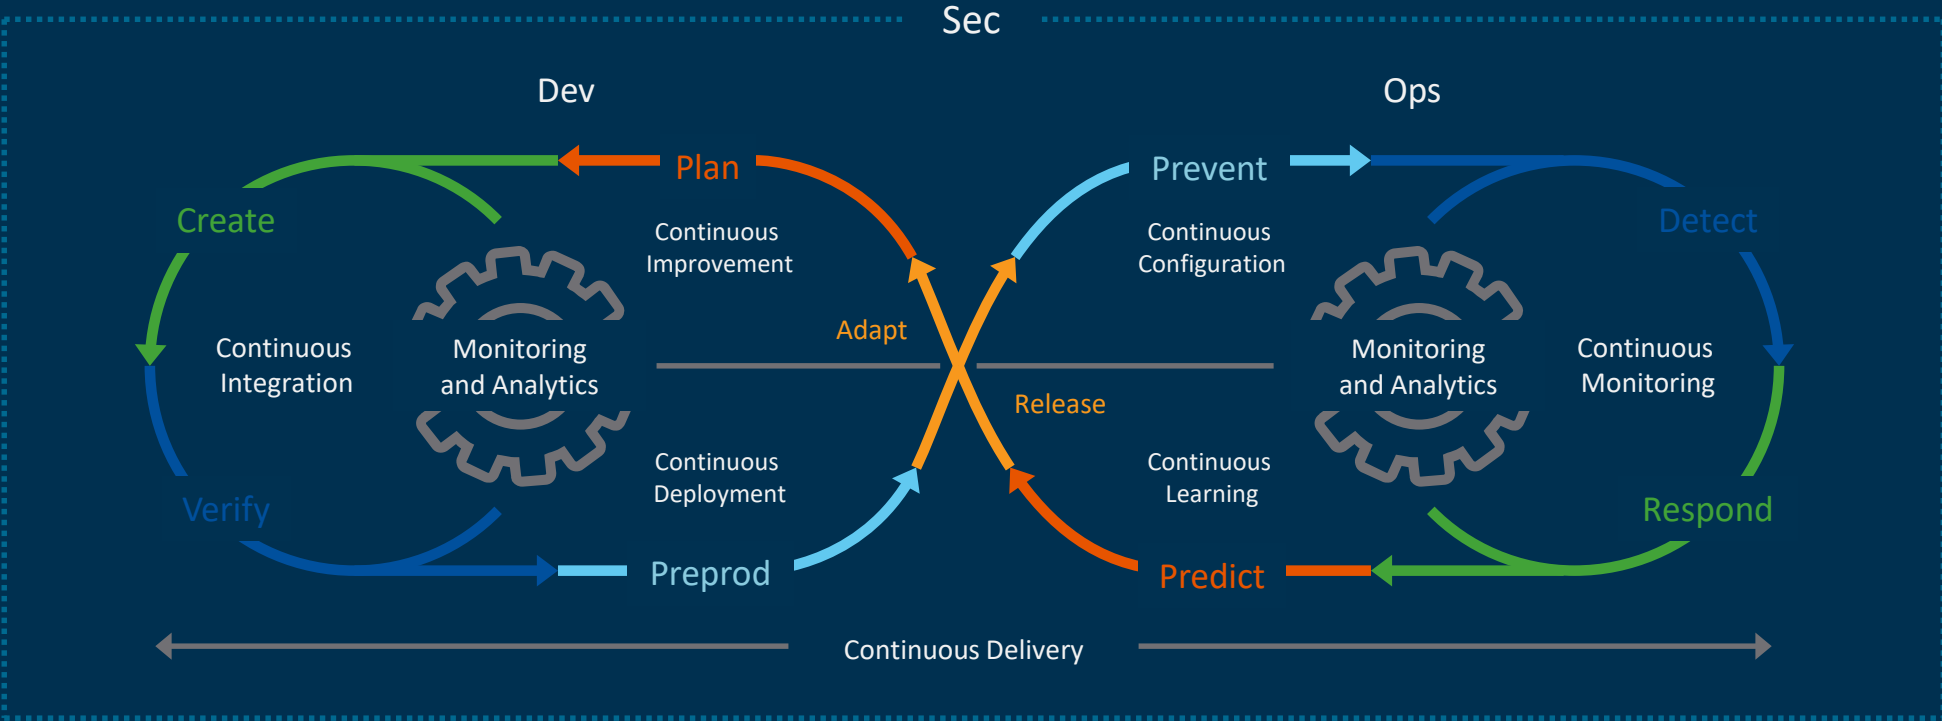 Sec
Dev
Ops
Plan
Prevent
Create
Detect
Continuous
Improvement
Continuous
Configuration
Adapt
Continuous
Integration
Monitoring
and Analytics
Monitoring
and Analytics
Continuous
Monitoring
Release
Continuous
Deployment
Continuous
Learning
Verify
Respond
Preprod
Predict
Continuous Delivery